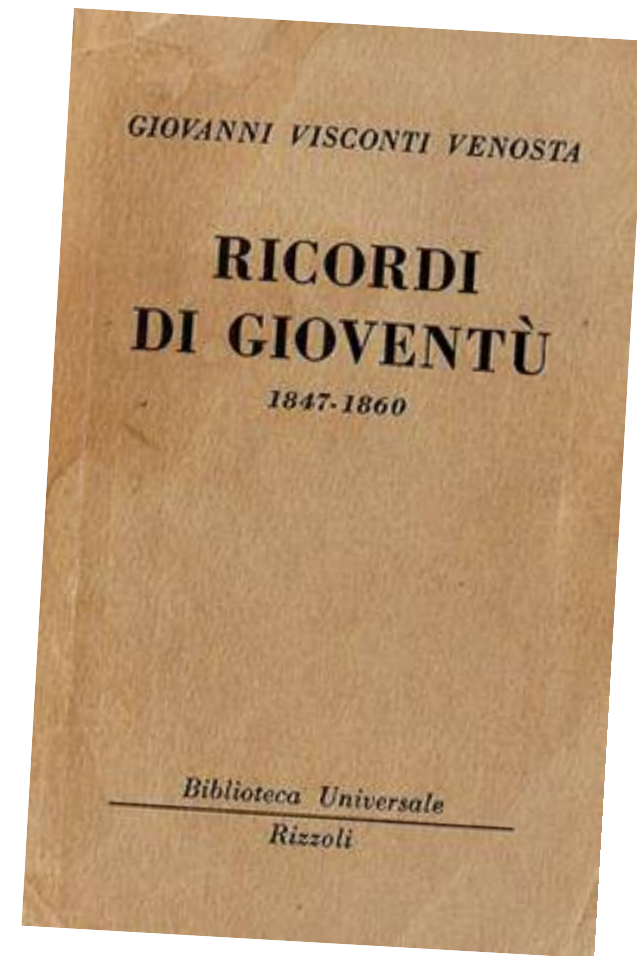 GIOVANNI VISCONTI VENOSTA
RICORDI
DI GIOVENTÙ
1847-1860
Biblioteca Universale
Rizzoli